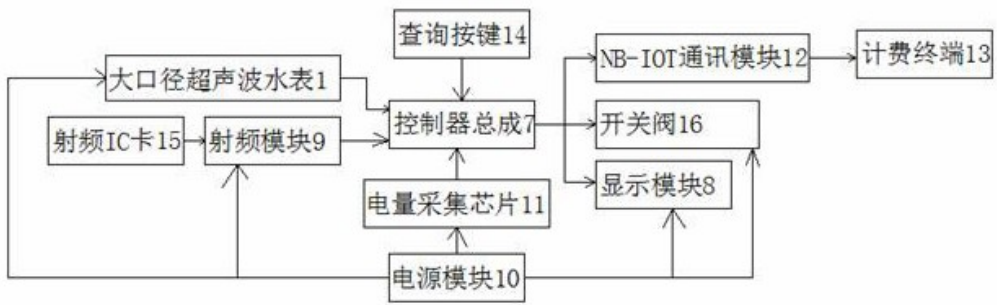 查询按键14
NB-IOT通讯模块12
计费终端13
大口径超声波水表1
控制器总成7
开关阀16
射频IC卡15
射频模块9
显示模块8
电量采集芯片11
电源模块10